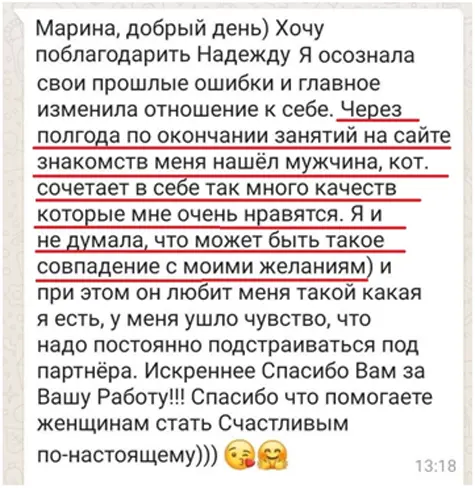 Марина, добрый день) Хочу
поблагодарить Надежду Я осознала
свои прошлые ошибки и главное
изменила отношение к себе. Через
полгода по окончании занятий на сайте
знакомств меня нашёл мужчина, кот.
сочетает в себе так много качеств
которые мне очень нравятся. Я и
не думала, что может быть такое
совпадение с моими желаниям) и
при этом он любит меня такой какая
я есть, у меня ушло чувство, что
надо постоянно подстраиваться под
партнёра. Искреннее Спасибо Вам за
Вашу Работу!!! Спасибо что помогаете
женщинам стать Счастливым
по-настоящему))) 😘🤗
13:18